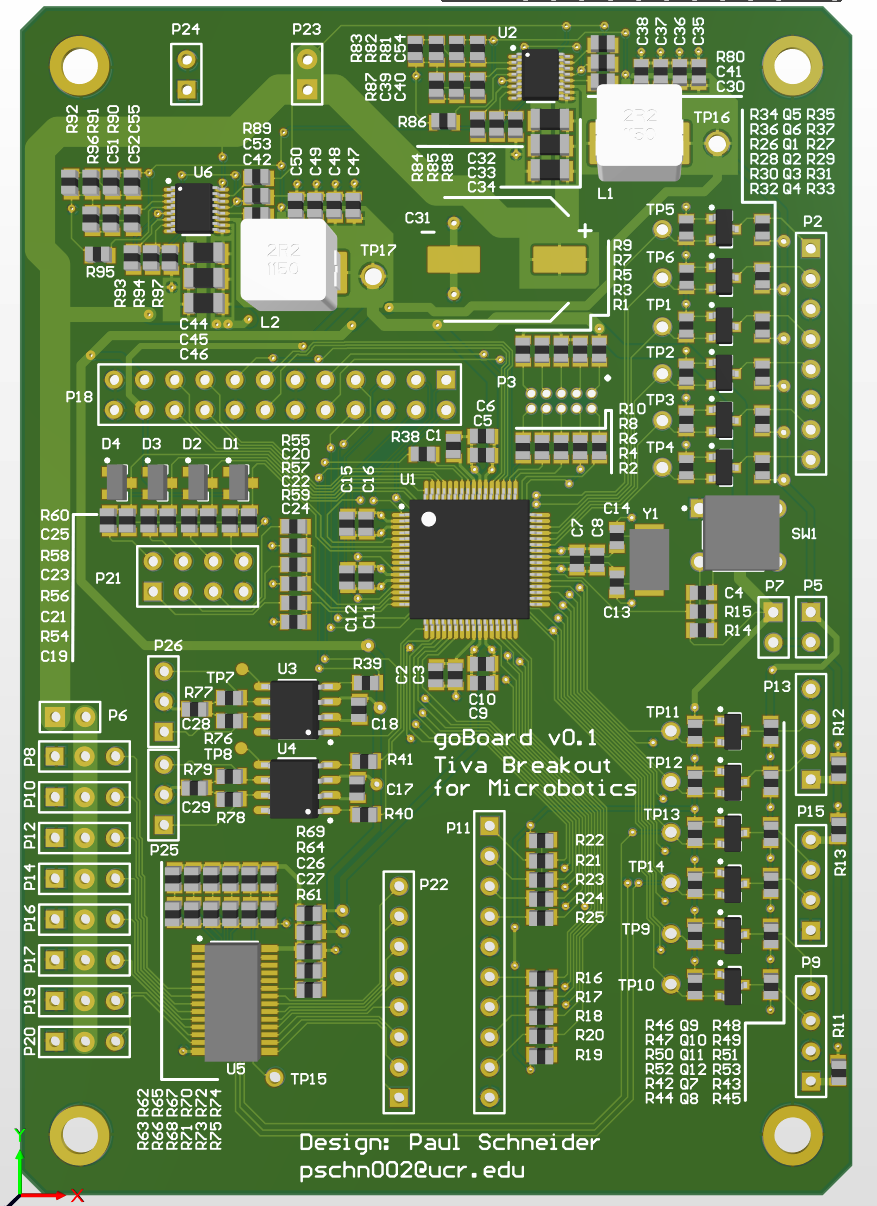 P24
P23
U2
C38
C37
C36
C35
R83
R82
R81
C54
R80
C41
C30
R87
C39
C40
2R2
1150
R92
R96R91
C51 R90
C52C55
R86
TP16
R34 Q5 R35
R36 Q6 R37
R26 Q1 R27
R28 Q2 R29
R30 Q3 R31
R32 Q4 R33
R89
C53
C42
C50
C49
C48
C47
R84
R85
R88
C32
C33
C34
U6
L1
TP5
P2
C31
+
2R2
1150
TP17
R9
R7
R5
R3
R1
TP6
R95
R93
R94
R97
L2
TP1
C44
C45
C46
TP2
P3
P18
TP3
R10
R8
R6
R4
R2
C6
C5
R38
C1
TP4
D4
D3
D2
D1
R55
C20
R57
C22
R59
C24
C15
C16
U1
R60
C25
R58
C23
R56
C21
R54
C19
C14
Y1
C7
C8
SW1
P21
C13
C12
C11
C4
R15
R14
P7
P5
P26
TP7
U3
R39
C2
C3
C10
C9
P13
R77
C28
R76
C18
P6
TP11
R12
goBoard v0.1
Tiva Breakout
for Microbotics
TP8
U4
R41
P8
R79
C29
R78
C17
R40
TP12
P10
P25
P12
R69
R64
C26
C27
R61
P11
R22
R21
R23
R24
R25
TP13
P15
R13
P14
P22
TP14
P16
TP9
P17
P9
R16
R17
R18
R20
R19
TP10
P19
R11
R46 Q9 R48
R47 Q10 R49
R50 Q11 R51
R52 Q12 R53
R42 Q7 R43
R44 Q8 R45
P20
U5
TP15
R63 R62
R66 R65
R68 R67
R71 R70
R73 R72
R75 R74
Design: Paul Schneider
pschn002@ucr.edu
Y
X